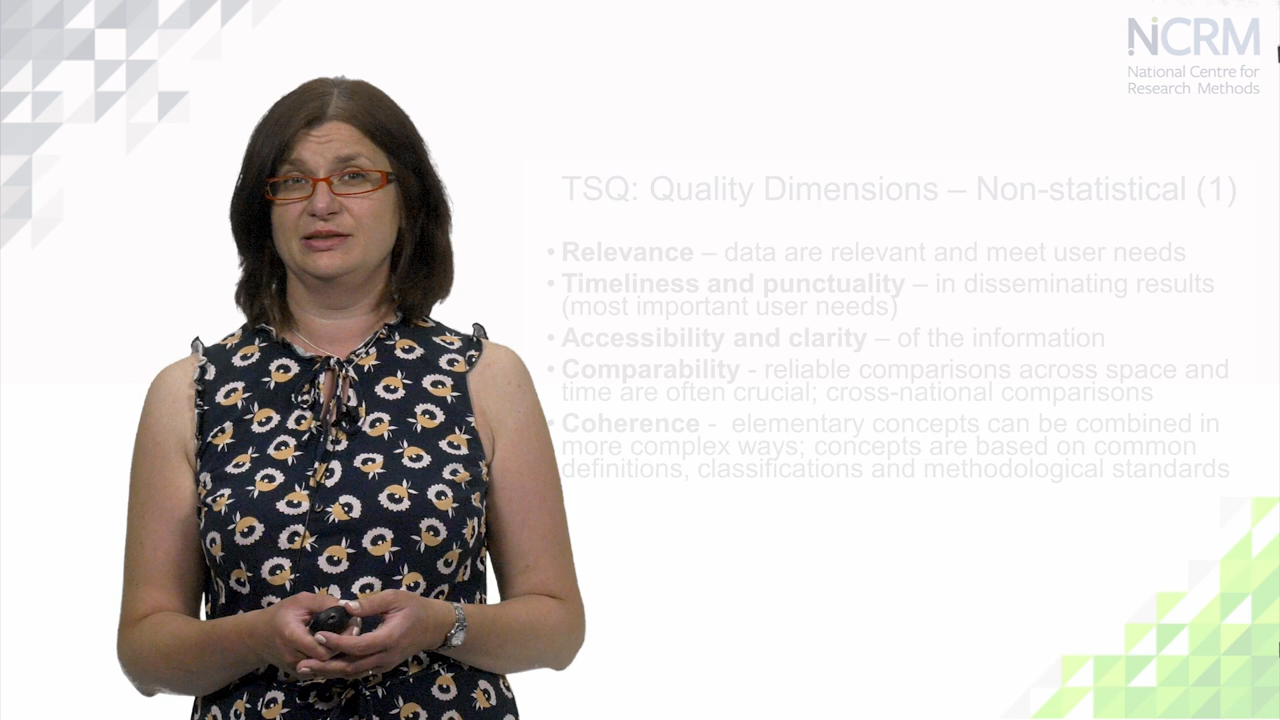 NCRM
National Centre for
Research Methods
TSQ: Quality Dimensions – Non-statistical (1)
• Relevance – data are relevant and meet user needs
• Timeliness and punctuality – in disseminating results
(most important user needs)
• Accessibility and clarity – of the information
• Comparability - reliable comparisons across space and
time are often crucial; cross-national comparisons
• Coherence - elementary concepts can be combined in
more complex ways; concepts are based on common
definitions, classifications and methodological standards